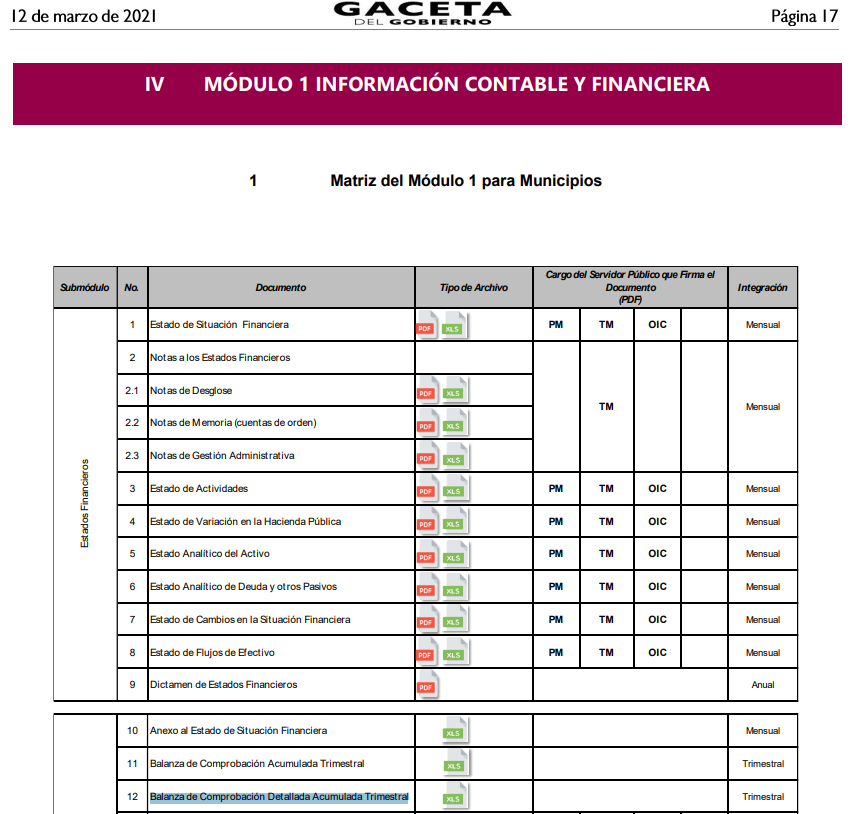 12 de marzo de 2021 GACETA DEL GOBIERNO Página 17
IV MÓDULO 1 INFORMACIÓN CONTABLE Y FINANCIERA
1 Matriz del Módulo 1 para Municipios
Submódulo No. Documento Tipo de Archivo Cargo del Servidor Público que Firma el Documento (PDF) Integración
Estados Financieros
1 Estado de Situación Financiera PDF XLS PM TM OIC Mensual
2 Notas a los Estados Financieros
2.1 Notas de Desglose PDF XLS
TM Mensual
2.2 Notas de Memoria (cuentas de orden) PDF XLS
2.3 Notas de Gestión Administrativa PDF XLS
3 Estado de Actividades PDF XLS PM TM OIC Mensual
4 Estado de Variación en la Hacienda Pública PDF XLS PM TM OIC Mensual
5 Estado Analítico del Activo PDF XLS PM TM OIC Mensual
6 Estado Analítico de Deuda y otros Pasivos PDF XLS PM TM OIC Mensual
7 Estado de Cambios en la Situación Financiera PDF XLS PM TM OIC Mensual
8 Estado de Flujos de Efectivo PDF XLS PM TM OIC Mensual
9 Dictamen de Estados Financieros PDF Anual
10 Anexo al Estado de Situación Financiera XLS Mensual
11 Balanza de Comprobación Acumulada Trimestral XLS Trimestral
12 Balanza de Comprobación Detallada Acumulada Trimestral XLS Trimestral